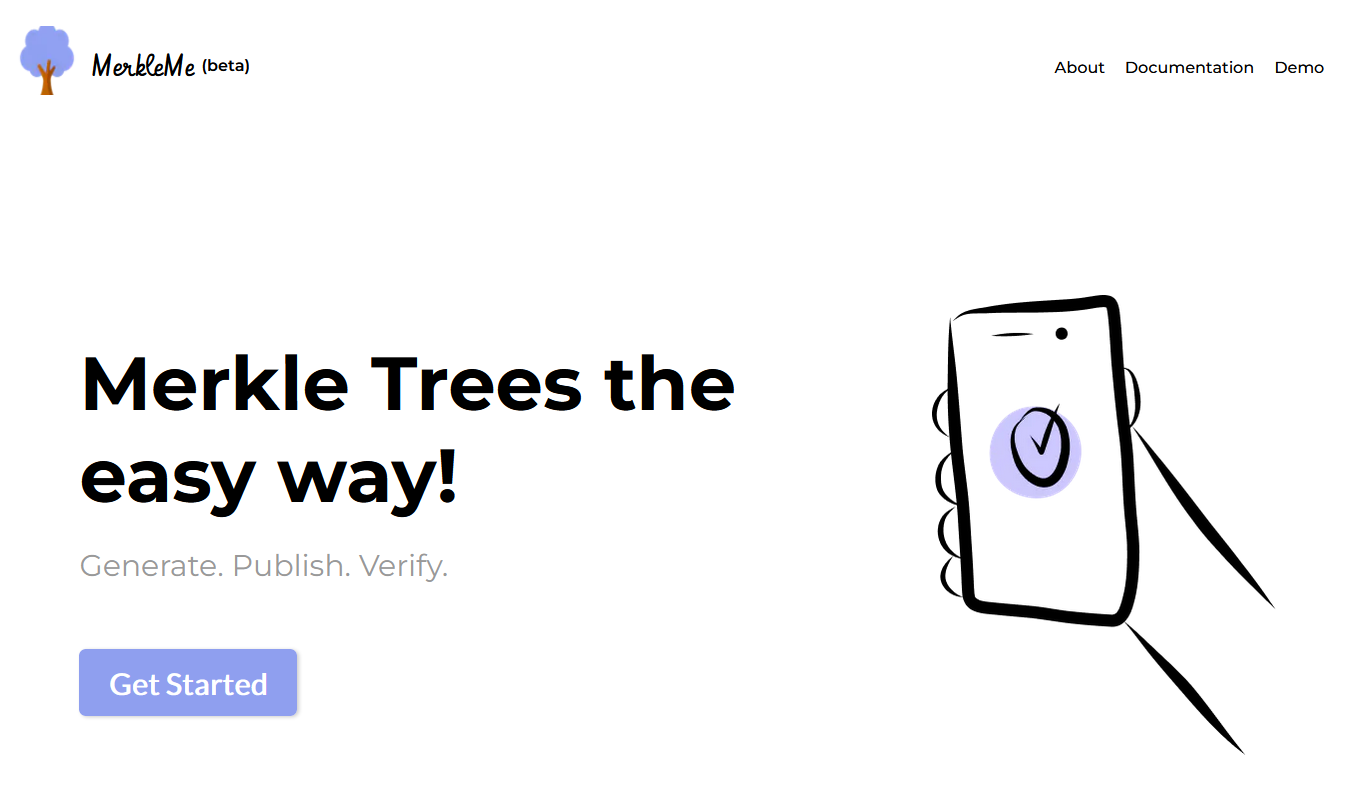 MerkleMe (beta)
About Documentation Demo
Merkle Trees the
easy way!
Generate. Publish. Verify.
Get Started